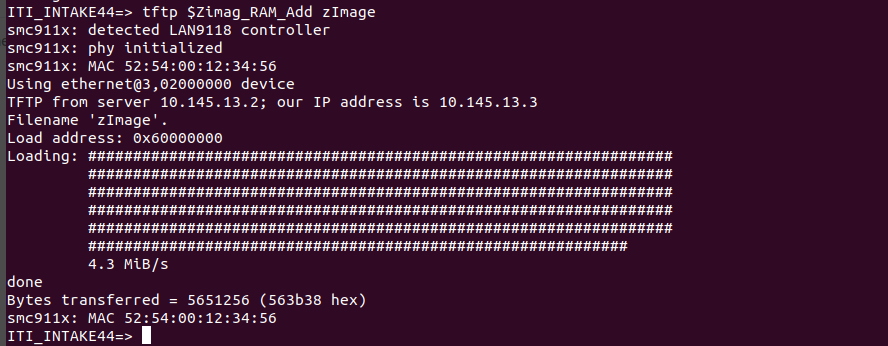 ITI_INTAKE44=> tftp $Zimag_RAM_Add zImage
smc911x: detected LAN9118 controller
smc911x: phy initialized
smc911x: MAC 52:54:00:12:34:56
Using ethernet@3,02000000 device
TFTP from server 10.145.13.2; our IP address is 10.145.13.3
Filename 'zImage'.
Load address: 0x60000000
Loading: #################################################################
#################################################################
#################################################################
#################################################################
#################################################################
############################################################
4.3 MiB/s
done
Bytes transferred = 5651256 (563b38 hex)
smc911x: MAC 52:54:00:12:34:56
ITI_INTAKE44=>